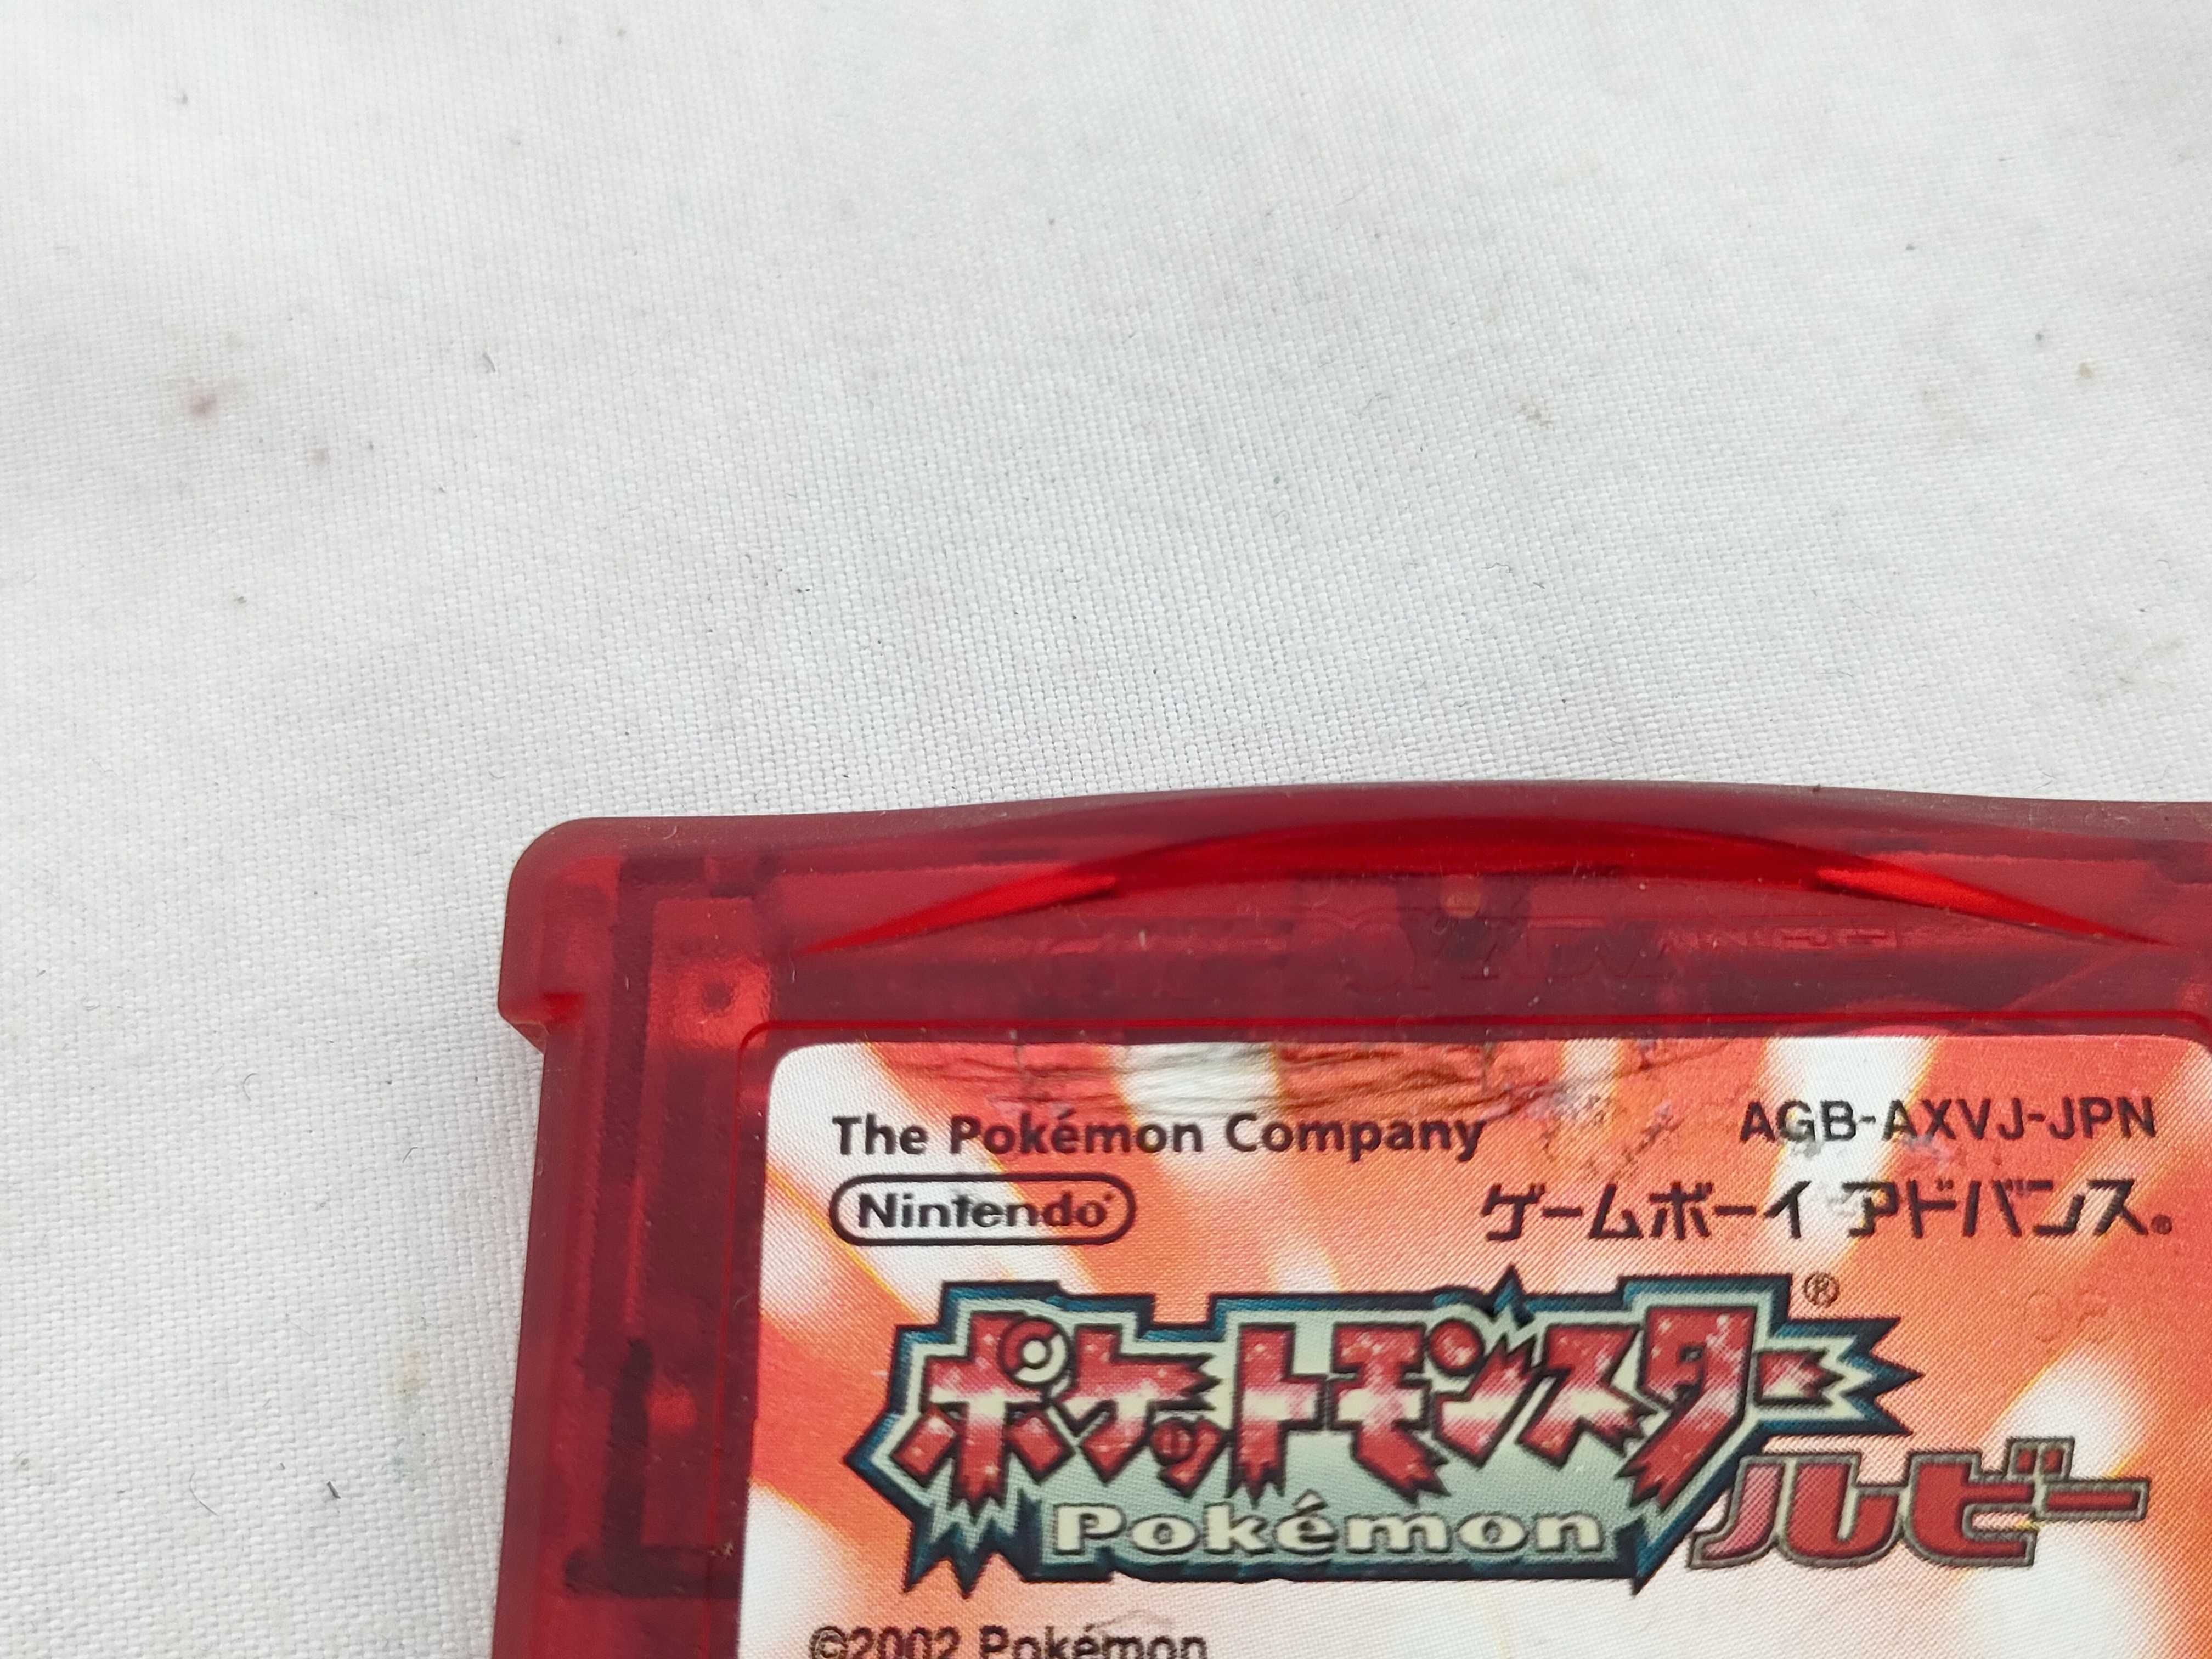 The Pokémon Company
AGB-AXVJ-JPN
Nintendo
ゲームボーイ アドバンス®
ポケットモンスター®
Pokémon
ルビー
©2002 Pokémon